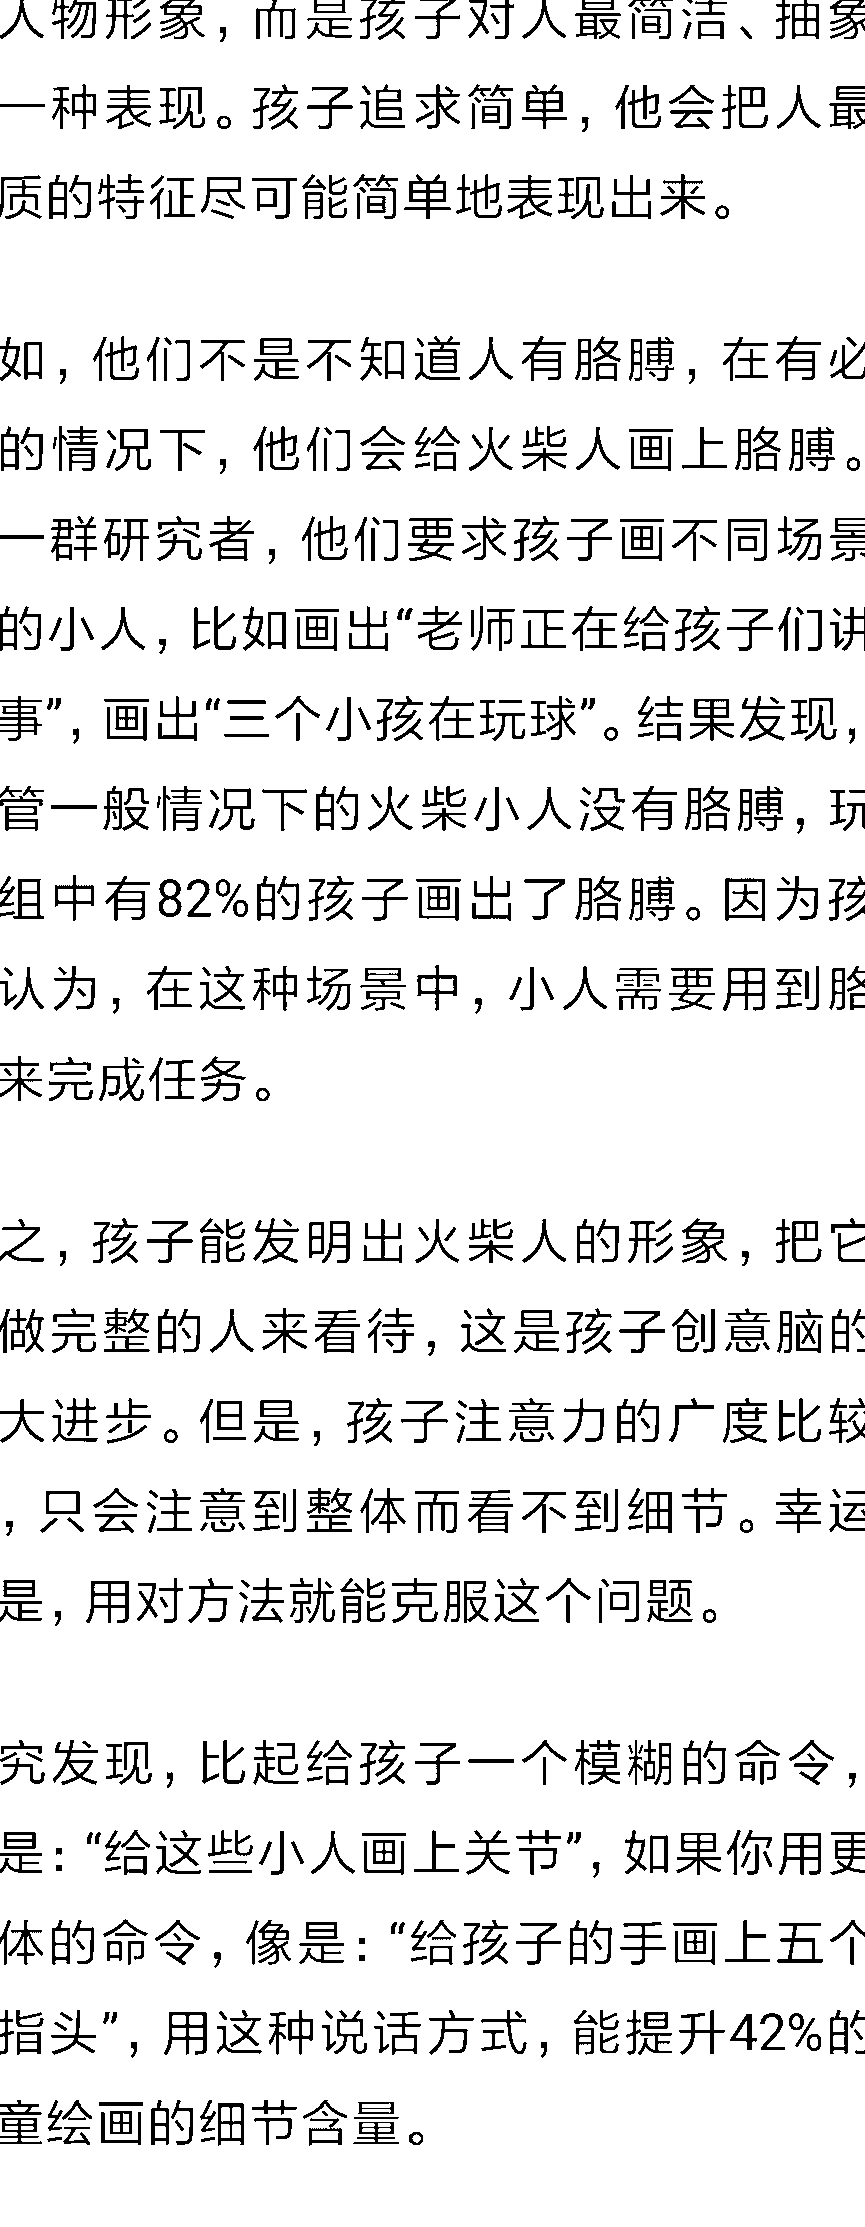 人物形象，而是孩子对人最简洁、抽象
一种表现。孩子追求简单，他会把人最
质的特征尽可能简单地表现出来。
如，他们不是不知道人有胳膊，在有必
的情况下，他们会给火柴人画上胳膊。
一群研究者，他们要求孩子画不同场景
的小人，比如画出“老师正在给孩子们讲
事”，画出“三个小孩在玩球”。结果发现，
管一般情况下的火柴小人没有胳膊，玩
组中有82%的孩子画出了胳膊。因为孩
认为，在这种场景中，小人需要用到胳
来完成任务。
之，孩子能发明出火柴人的形象，把它
做完整的人来看待，这是孩子创意脑的
大进步。但是，孩子注意力的广度比较
，只会注意到整体而看不到细节。幸运
是，用对方法就能克服这个问题。
究发现，比起给孩子一个模糊的命令，
是：“给这些小人画上关节”，如果你用更
体的命令，像是：“给孩子的手画上五个
指头”，用这种说话方式，能提升42%的
童绘画的细节含量。